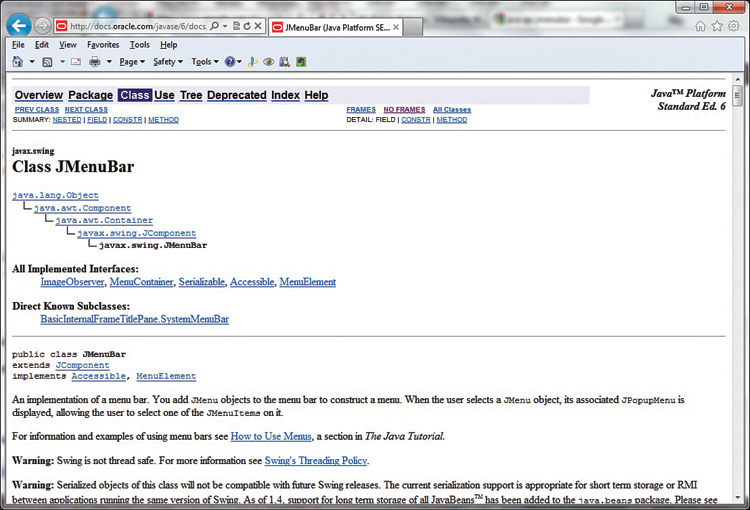 http://docs.oracle.com/javase/6/docs,
JMenuBar (Java Platform SE...
File Edit View Favorites Tools Help
Page Safety Tools
Overview Package Class Use Tree Deprecated Index Help
Java™ Platform
Standard Ed. 6
PREV CLASS NEXT CLASS
FRAMES NO FRAMES All Classes
SUMMARY: NESTED | FIELD | CONSTR | METHOD
DETAIL: FIELD | CONSTR | METHOD
javax.swing
Class JMenuBar
java.lang.Object
java.awt.Component
java.awt.Container
javax.swing.JComponent
javax.swing.JMenuBar
All Implemented Interfaces:
ImageObserver, MenuContainer, Serializable, Accessible, MenuElement
Direct Known Subclasses:
BasicInternalFrameTitlePane.SystemMenuBar
public class JMenuBar
extends JComponent
implements Accessible, MenuElement
An implementation of a menu bar. You add JMenu objects to the menu bar to construct a menu. When the user selects a JMenu object, its associated JPopupMenu is
displayed, allowing the user to select one of the JMenuItems on it.
For information and examples of using menu bars see How to Use Menus, a section in The Java Tutorial.
Warning: Swing is not thread safe. For more information see Swing's Threading Policy.
Warning: Serialized objects of this class will not be compatible with future Swing releases. The current serialization support is appropriate for short term storage or RMI
between applications running the same version of Swing. As of 1.4, support for long term storage of all JavaBeans™ has been added to the java.beans package. Please see